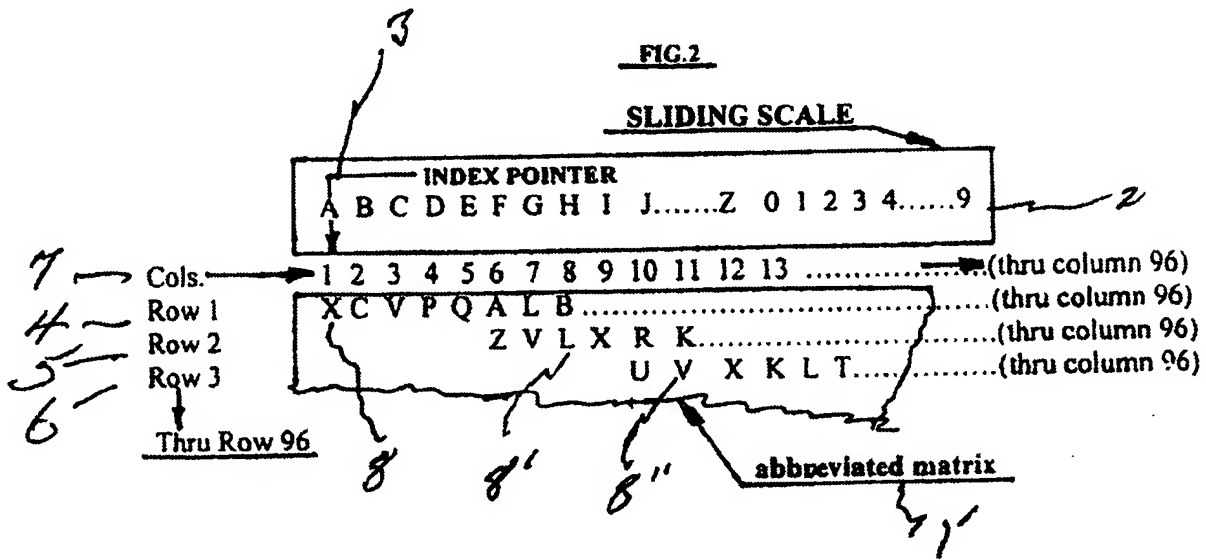 3
FIG.2
SLIDING SCALE
INDEX POINTER
A B C D E F G H I J.......Z 0 1 2 3 4......9
2
7 Cols. 1 2 3 4 5 6 7 8 9 10 11 12 13 ....................(thru column 96)
4 Row 1 X C V P Q A L B...................................(thru column 96)
5 Row 2 Z V L X R K.........................(thru column 96)
6 Row 3 U V X K L T...............(thru column 96)
Thru Row 96
8 8' 8"
abbreviated matrix
1'